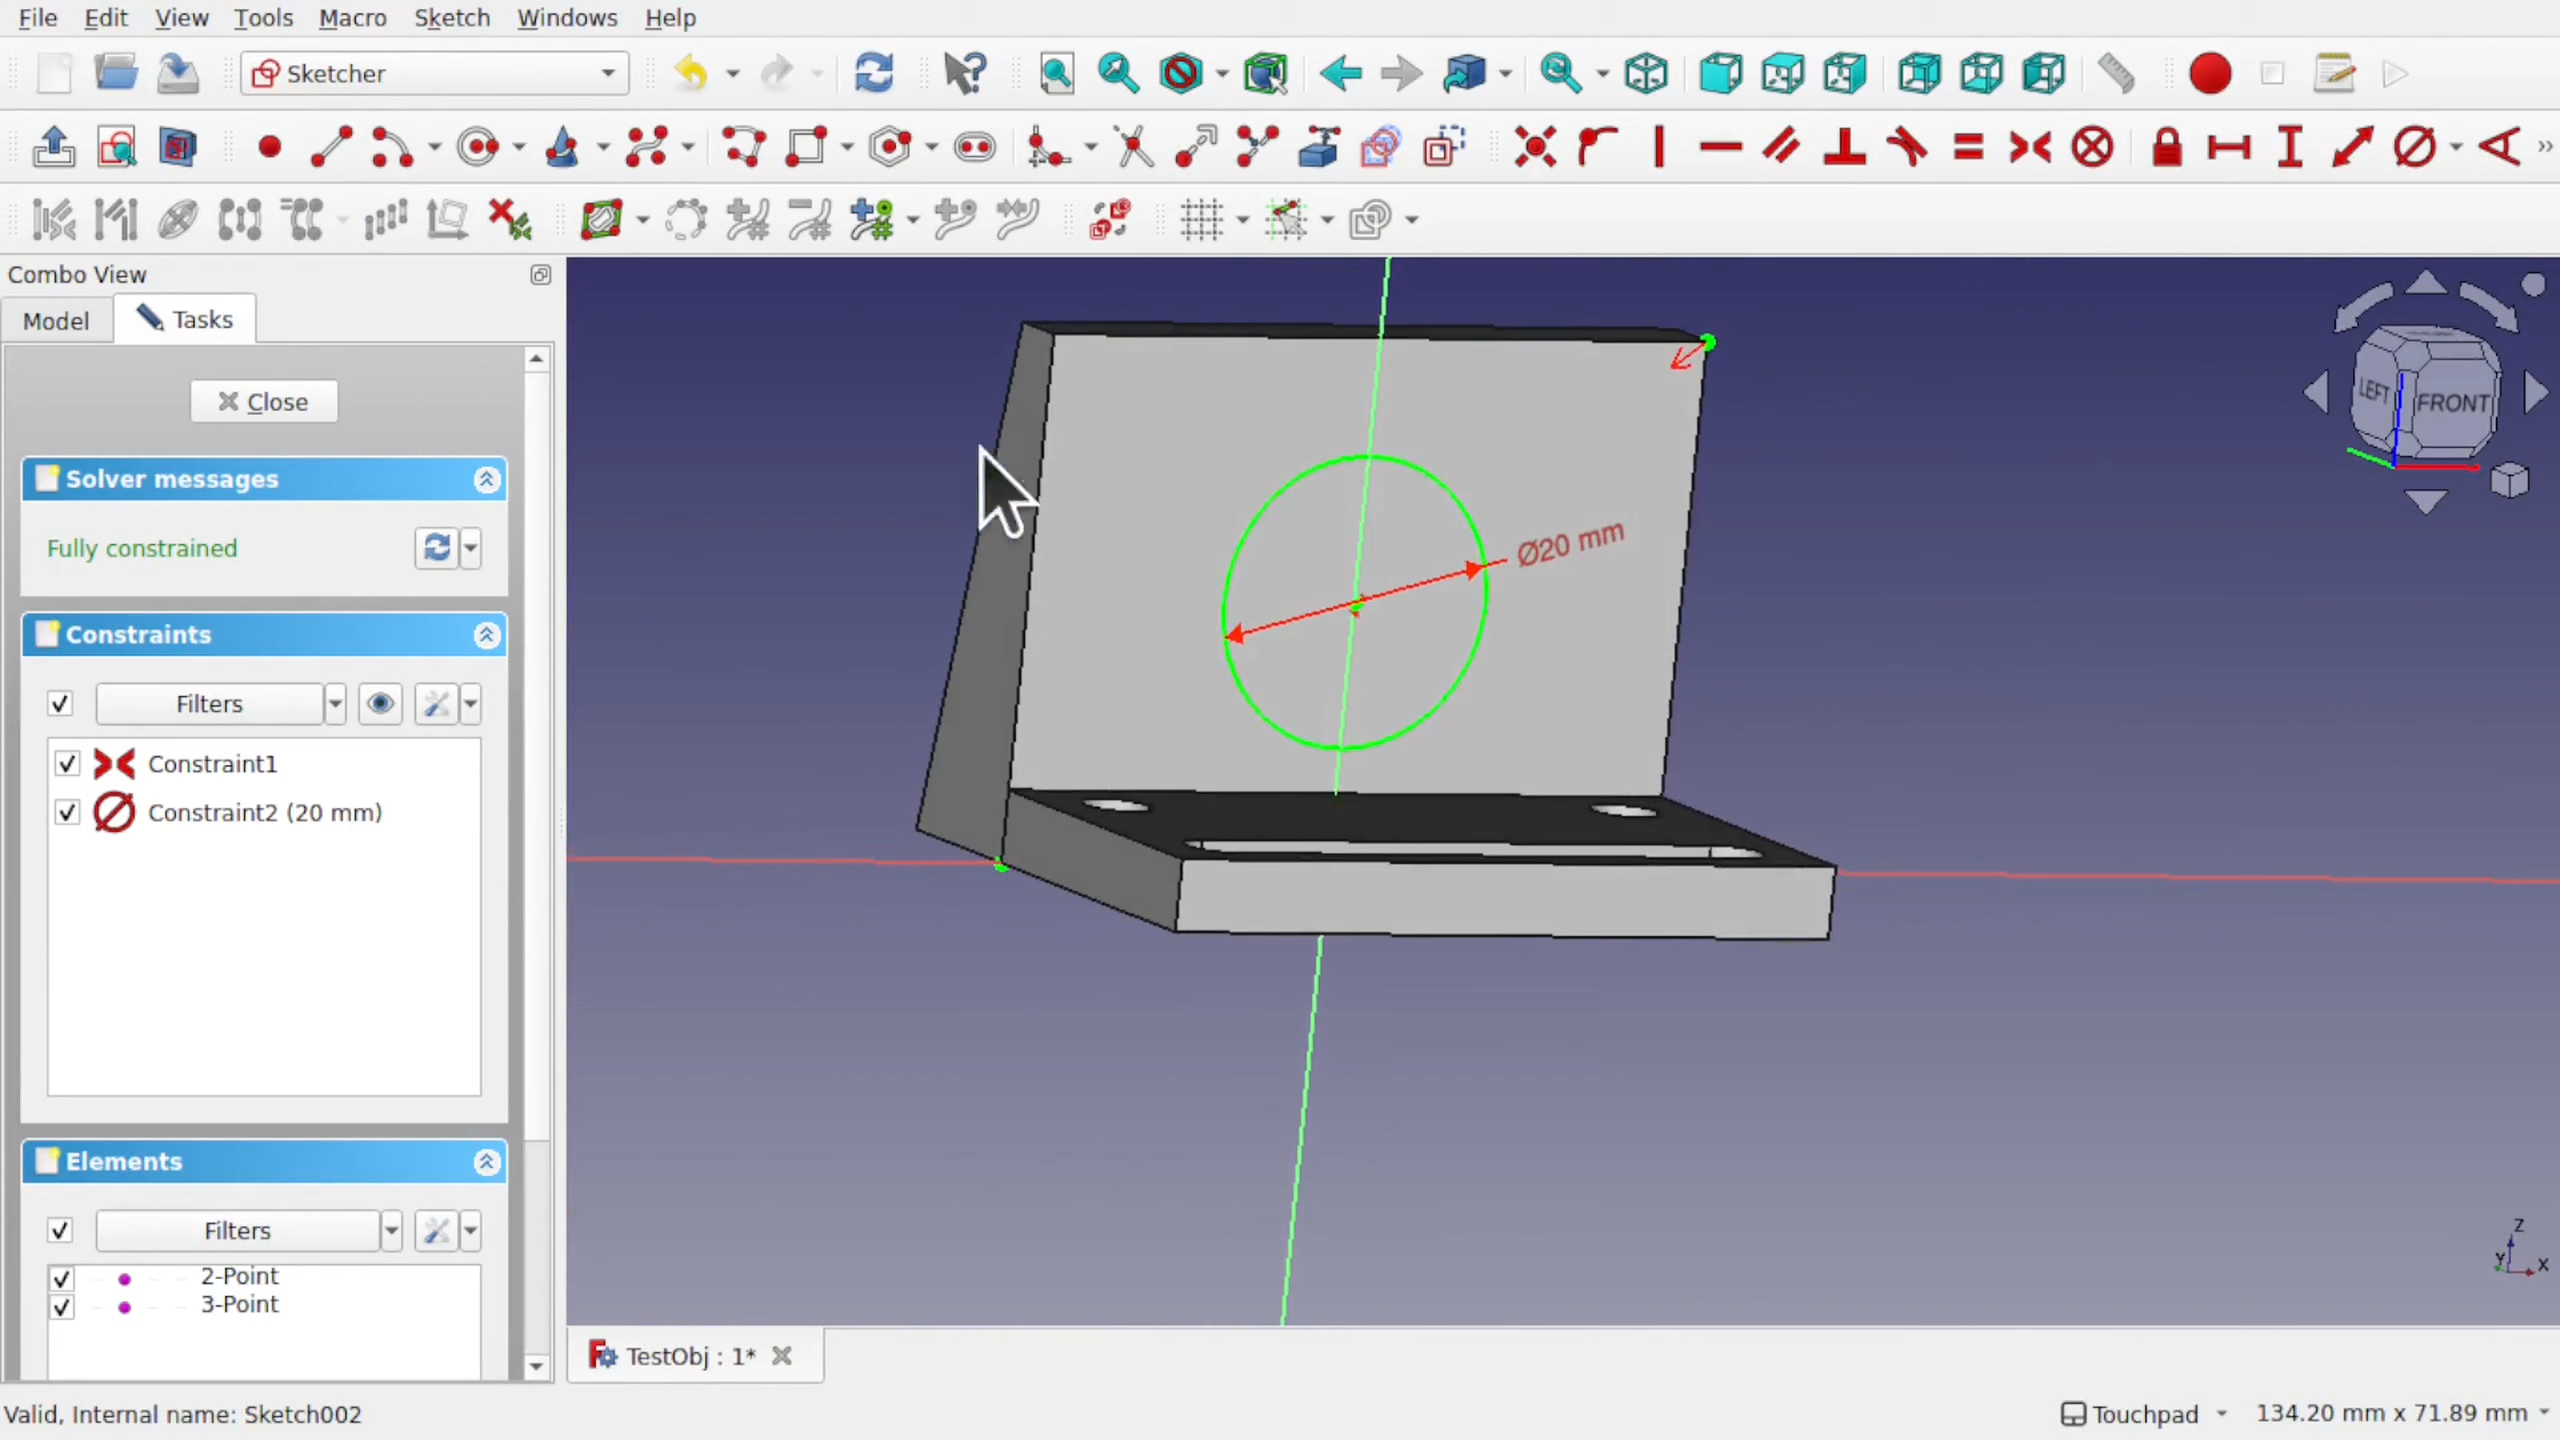 File Edit View Tools Macro Sketch Windows Help
Sketcher
Combo View
Model Tasks
Close
Solver messages
Fully constrained
Constraints
Filters
Constraint1
Constraint2 (20 mm)
Elements
Filters
2-Point
3-Point
Ø20 mm
LEFT FRONT
Z
Y X
TestObj : 1*
Valid, Internal name: Sketch002
Touchpad 134.20 mm x 71.89 mm